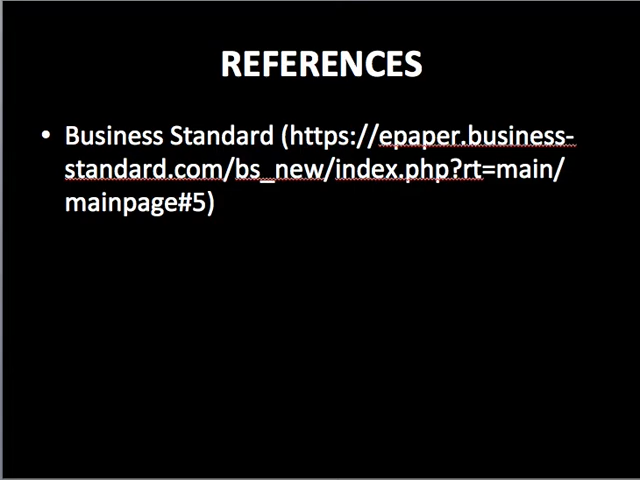 REFERENCES
• Business Standard (https://epaper.business-
standard.com/bs_new/index.php?rt=main/
mainpage#5)